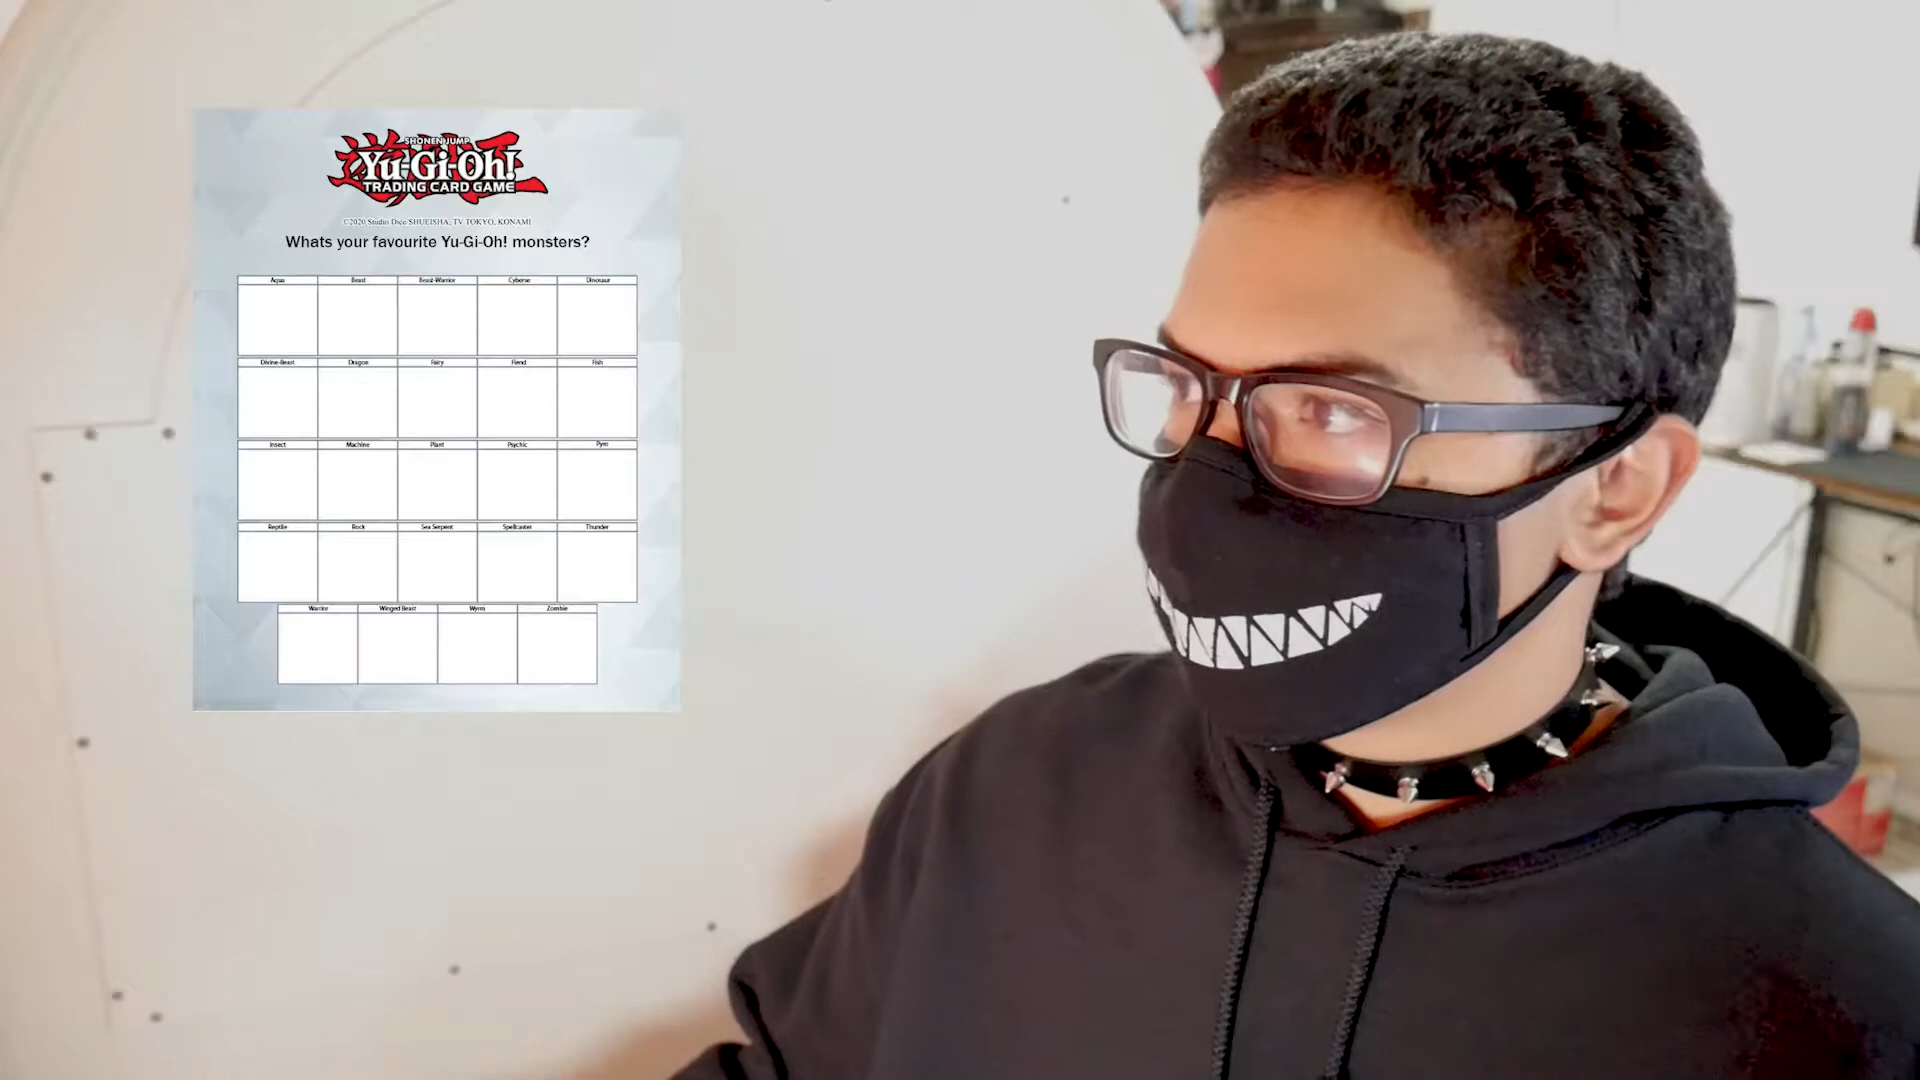 SHONEN JUMP
Yu-Gi-Oh!
TRADING CARD GAME
©2020 Studio Dice/SHUEISHA, TV TOKYO, KONAMI
Whats your favourite Yu-Gi-Oh! monsters?
Aqua Beast Beast-Warrior Cyberse Dinosaur
Divine-Beast Dragon Fairy Fiend Fish
Insect Machine Plant Psychic Pyro
Reptile Rock Sea Serpent Spellcaster Thunder
Warrior Winged Beast Wyrm Zombie